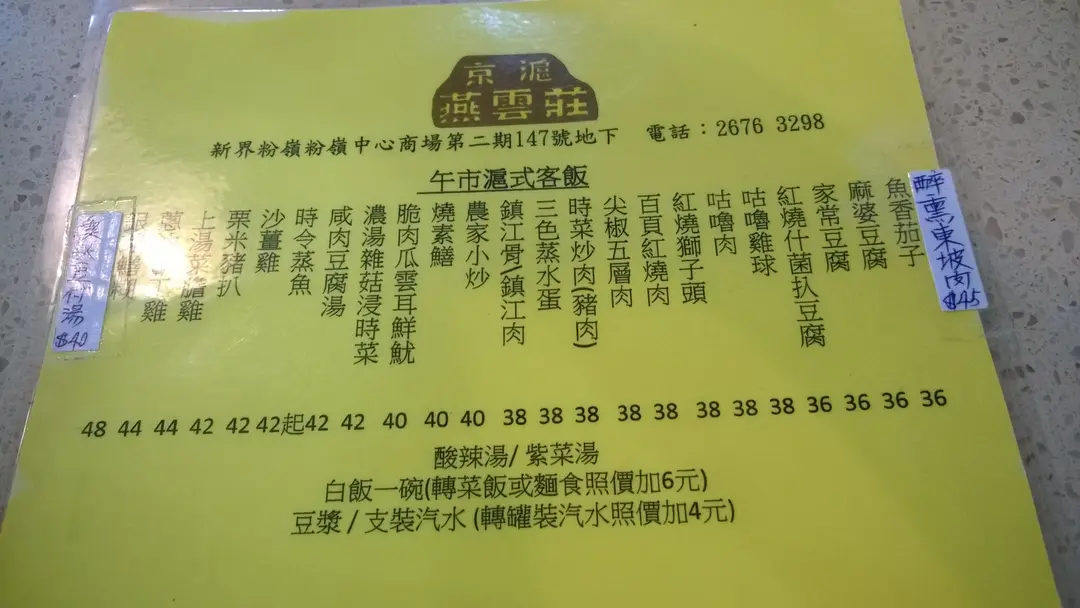 京滬
燕雲莊
新界粉嶺粉嶺中心商場第二期147號地下 電話：2676 3298
午市滬式客飯
醉熏東坡肉 $45
魚香茄子
麻婆豆腐
家常豆腐
紅燒什菌扒豆腐
咕嚕雞球
咕嚕肉
紅燒獅子頭
百頁紅燒肉
尖椒五層肉
時菜炒肉(豬肉)
三色蒸水蛋
鎮江骨/鎮江肉
農家小炒
燒素鱔
脆肉瓜雲耳鮮魷
濃湯雜菇浸時菜
咸肉豆腐湯
時令蒸魚
沙薑雞
栗米豬扒
上湯菜膽雞
蔥 雞
湯 $40
48 44 44 42 42 42起42 42 40 40 40 38 38 38 38 38 38 38 38 36 36 36 36
酸辣湯/ 紫菜湯
白飯一碗(轉菜飯或麵食照價加6元)
豆漿 / 支裝汽水 (轉罐裝汽水照價加4元)